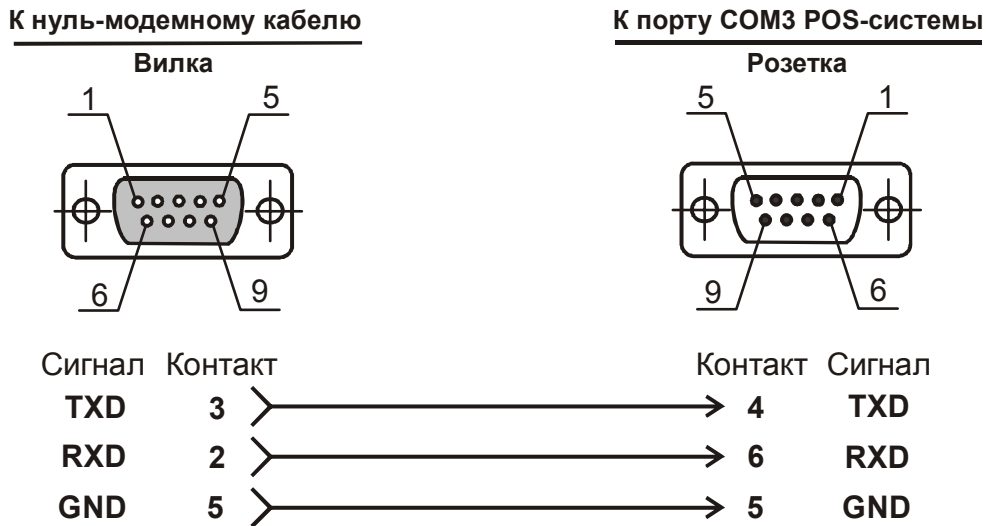 К нуль-модемному кабелю
К порту COM3 POS-системы
Вилка
Розетка
1 5
5 1
6 9
9 6
Сигнал Контакт
Контакт Сигнал
TXD 3
4 TXD
RXD 2
6 RXD
GND 5
5 GND